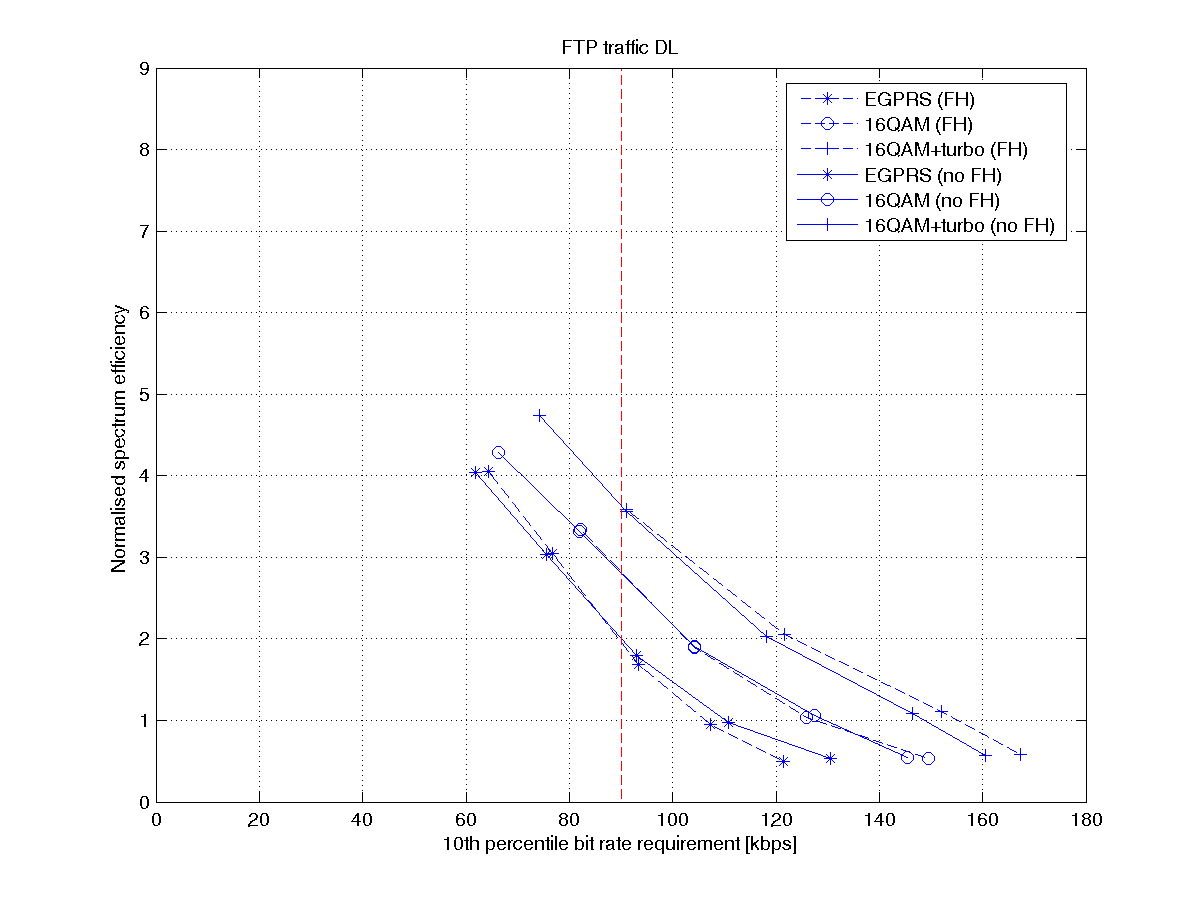 FTP traffic DL
9
8
7
6
5
4
3
2
1
0
Normalised spectrum efficiency
EGPRS (FH)
16QAM (FH)
16QAM+turbo (FH)
EGPRS (no FH)
16QAM (no FH)
16QAM+turbo (no FH)
0 20 40 60 80 100 120 140 160 180
10th percentile bit rate requirement [kbps]